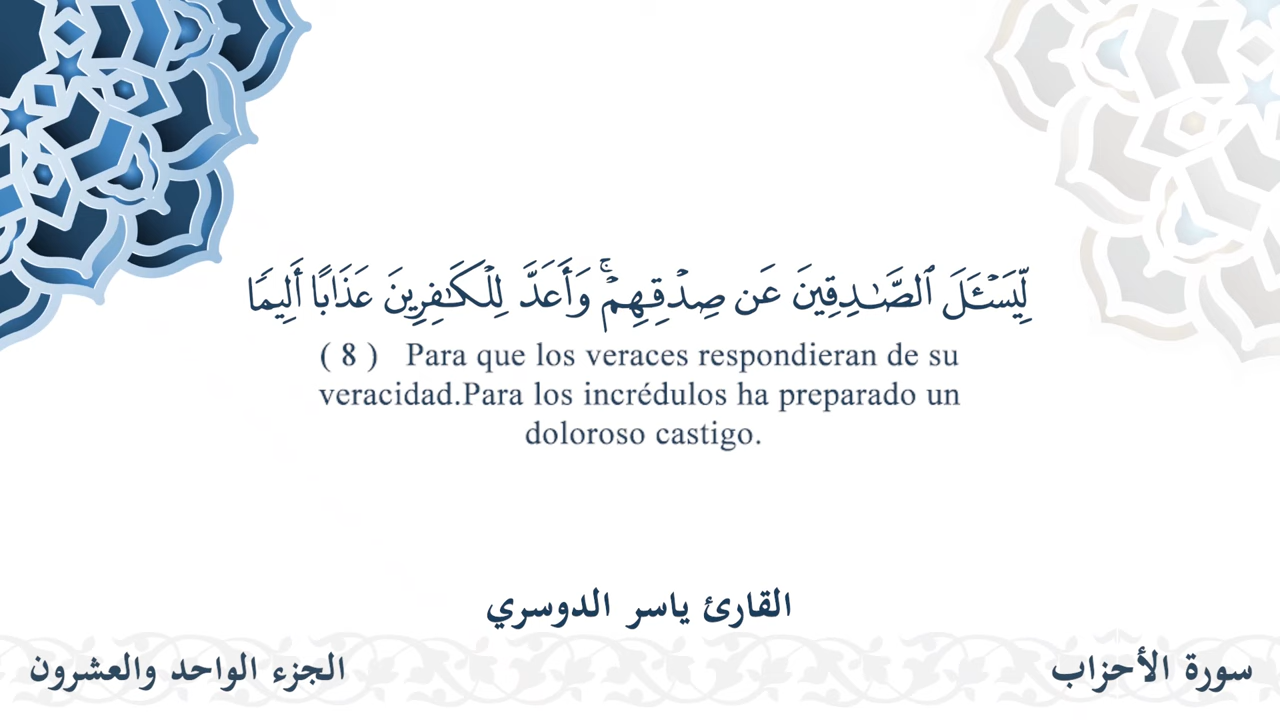 لِّيَسْـَٔلَ ٱلصَّـٰدِقِينَ عَن صِدْقِهِمْ ۚ وَأَعَدَّ لِلْكَـٰفِرِينَ عَذَابًا أَلِيمًا
( 8 ) Para que los veraces respondieran de su
veracidad.Para los incrédulos ha preparado un
doloroso castigo.
القارئ ياسر الدوسري
سورة الأحزاب
الجزء الواحد والعشرون